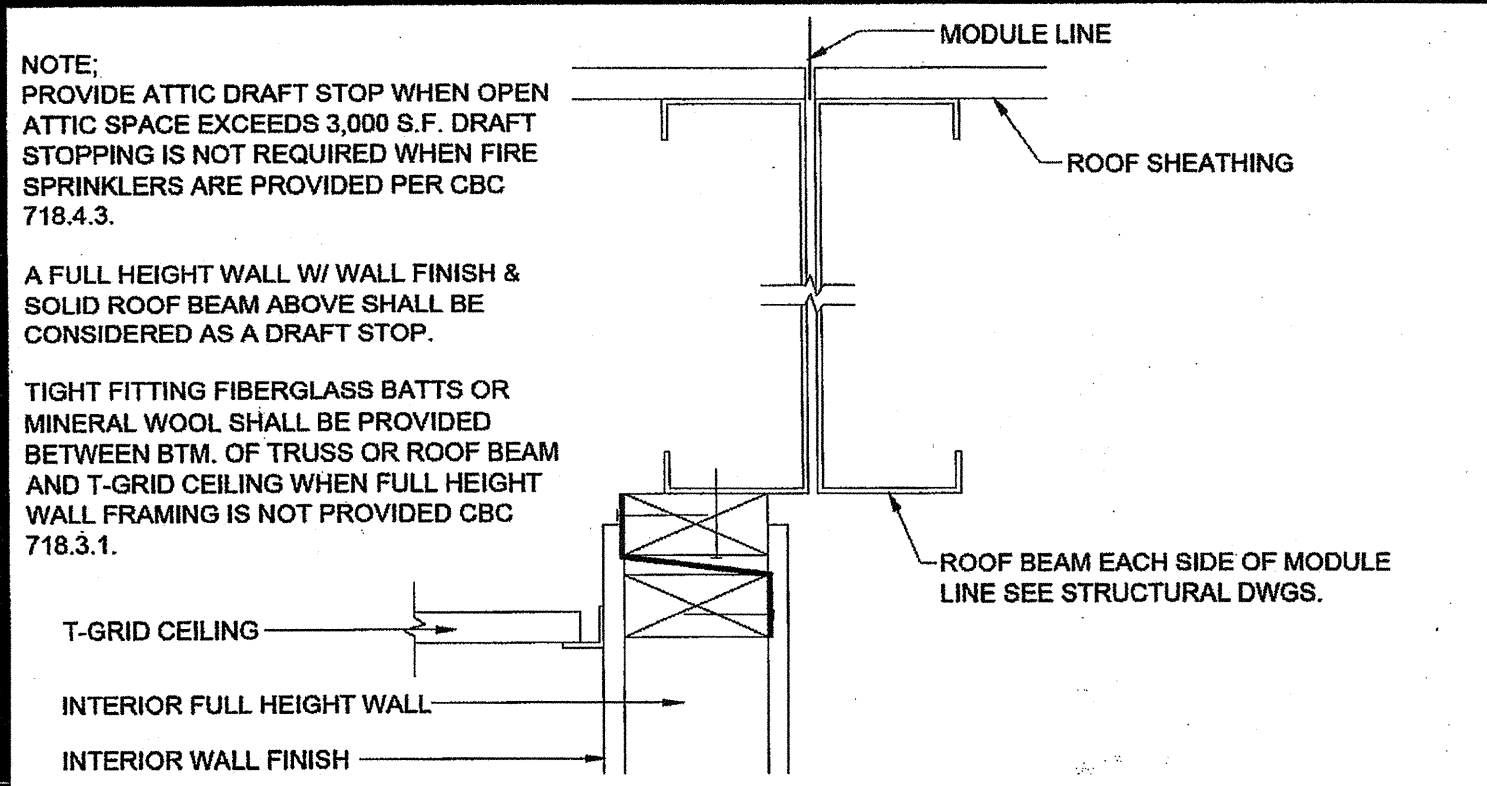 NOTE;
PROVIDE ATTIC DRAFT STOP WHEN OPEN
ATTIC SPACE EXCEEDS 3,000 S.F. DRAFT
STOPPING IS NOT REQUIRED WHEN FIRE
SPRINKLERS ARE PROVIDED PER CBC
718.4.3.
A FULL HEIGHT WALL W/ WALL FINISH &
SOLID ROOF BEAM ABOVE SHALL BE
CONSIDERED AS A DRAFT STOP.
TIGHT FITTING FIBERGLASS BATTS OR
MINERAL WOOL SHALL BE PROVIDED
BETWEEN BTM. OF TRUSS OR ROOF BEAM
AND T-GRID CEILING WHEN FULL HEIGHT
WALL FRAMING IS NOT PROVIDED CBC
718.3.1.
MODULE LINE
ROOF SHEATHING
ROOF BEAM EACH SIDE OF MODULE
LINE SEE STRUCTURAL DWGS.
T-GRID CEILING
INTERIOR FULL HEIGHT WALL
INTERIOR WALL FINISH